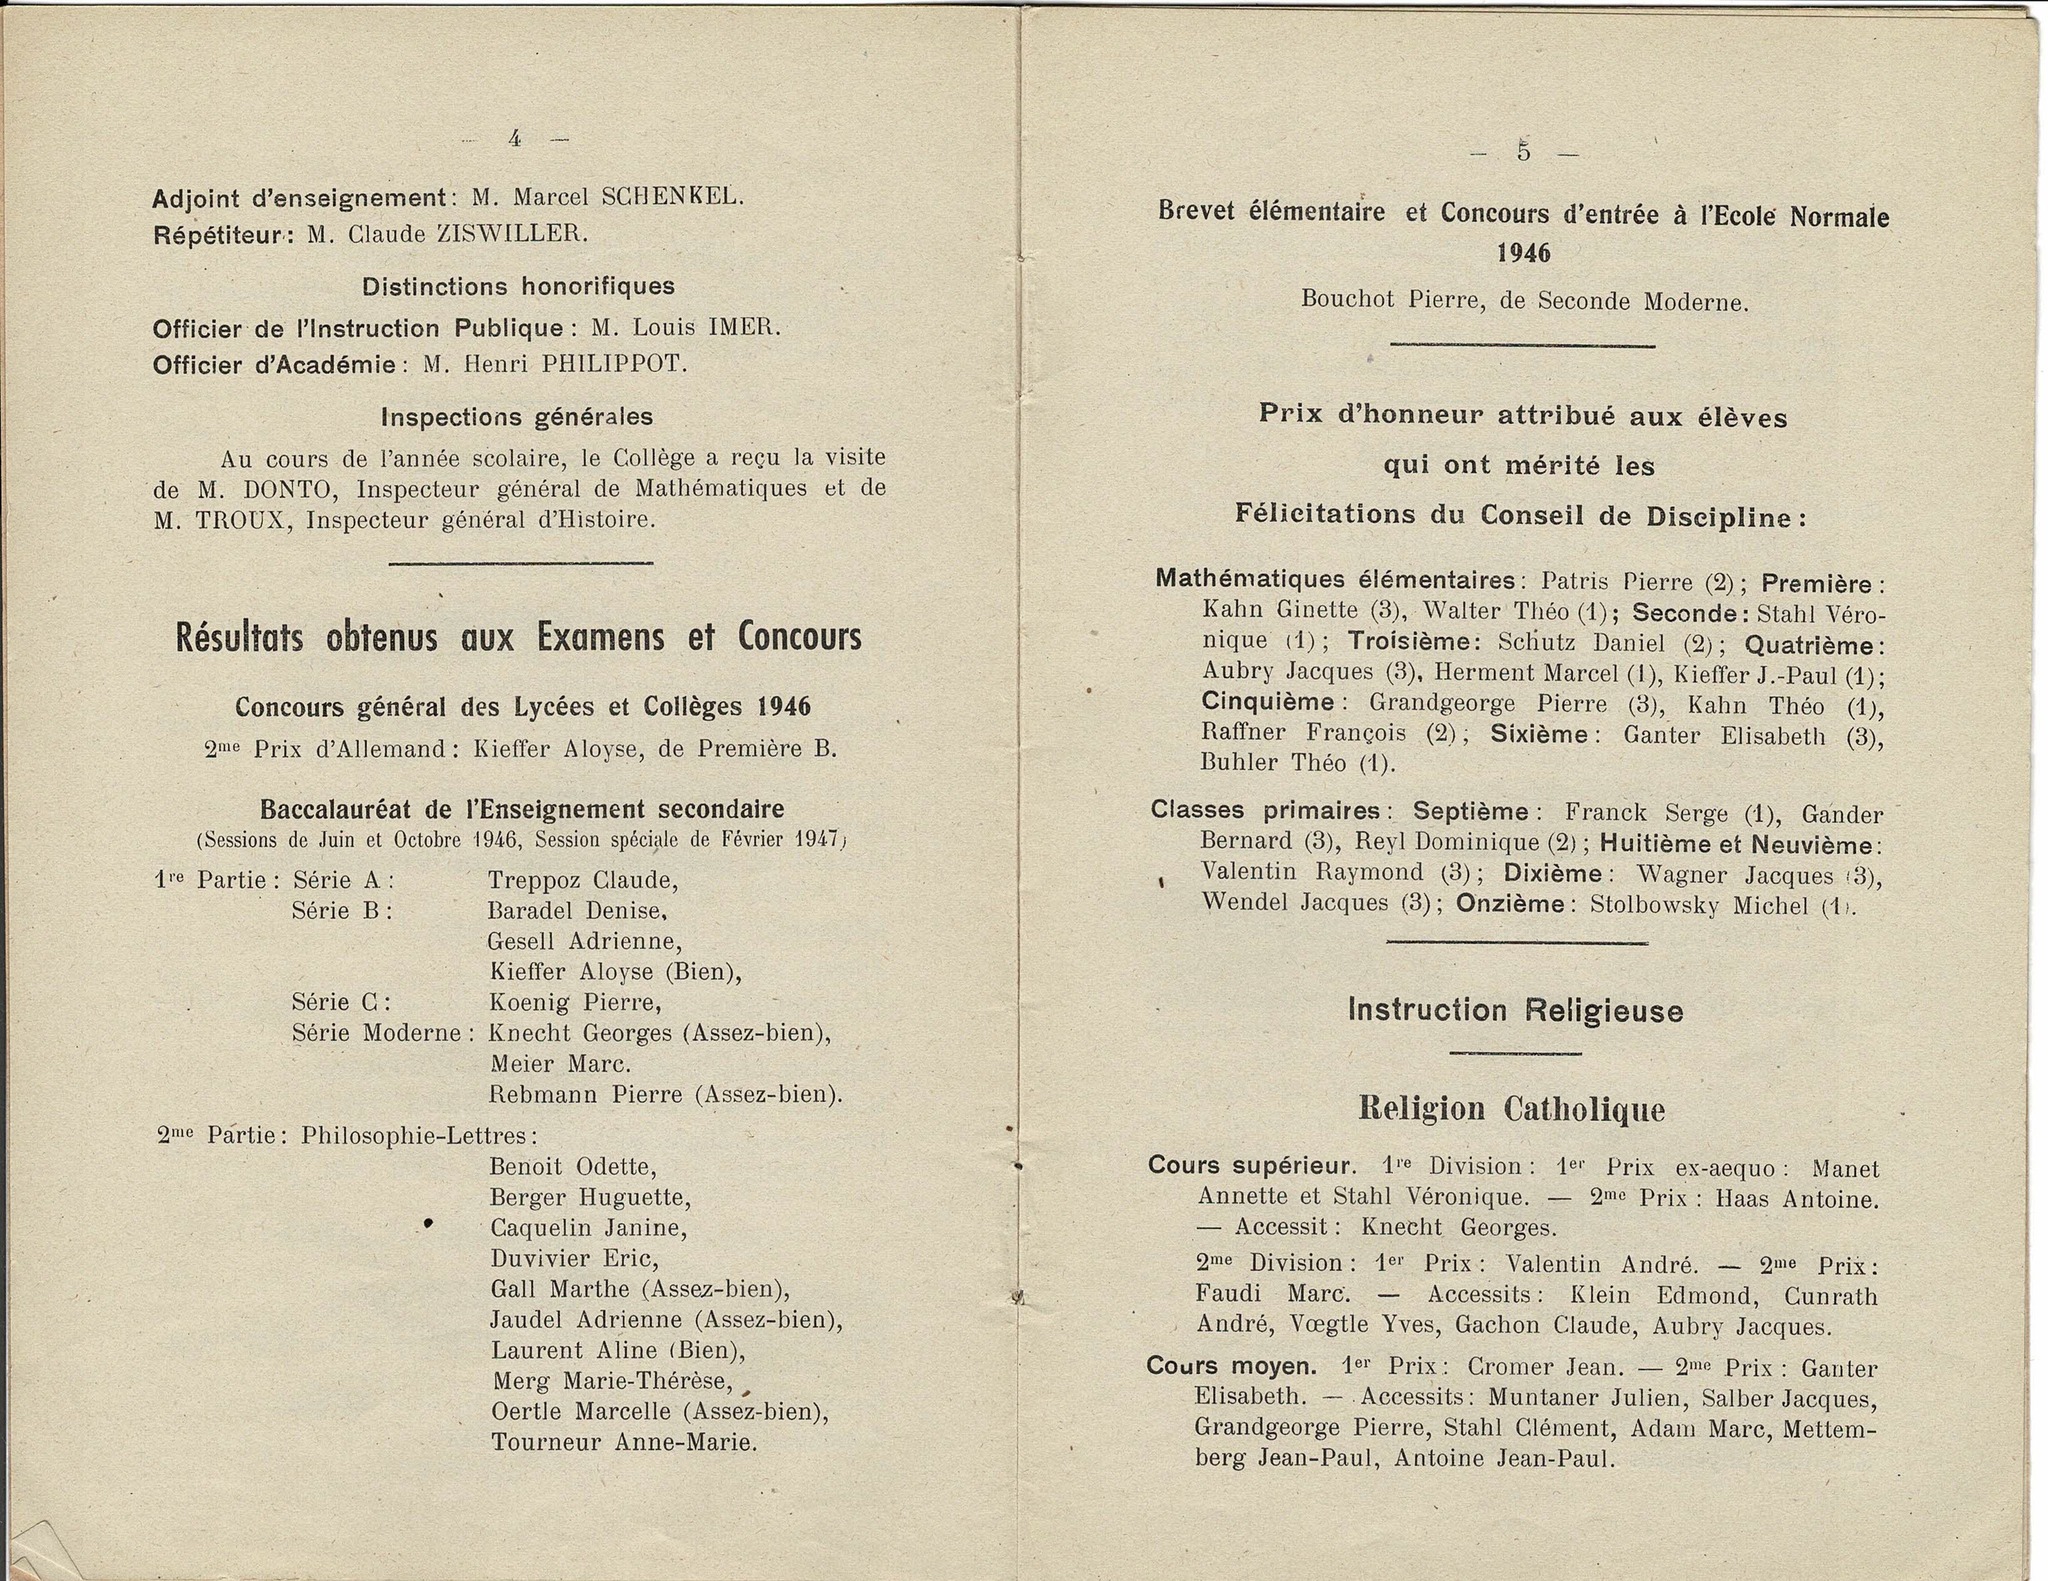 — 4 —
Adjoint d'enseignement: M. Marcel SCHENKEL.
Répétiteur: M. Claude ZISWILLER.
Distinctions honorifiques
Officier de l'Instruction Publique: M. Louis IMER.
Officier d'Académie: M. Henri PHILIPPOT.
Inspections générales
Au cours de l'année scolaire, le Collège a reçu la visite
de M. DONTO, Inspecteur général de Mathématiques et de
M. TROUX, Inspecteur général d'Histoire.
Résultats obtenus aux Examens et Concours
Concours général des Lycées et Collèges 1946
2me Prix d'Allemand: Kieffer Aloyse, de Première B.
Baccalauréat de l'Enseignement secondaire
(Sessions de Juin et Octobre 1946, Session spéciale de Février 1947)
1re Partie: Série A: Treppoz Claude,
Série B: Baradel Denise,
Gesell Adrienne,
Kieffer Aloyse (Bien),
Série C: Koenig Pierre,
Série Moderne: Knecht Georges (Assez-bien),
Meier Marc.
Rebmann Pierre (Assez-bien).
2me Partie: Philosophie-Lettres:
Benoit Odette,
Berger Huguette,
Caquelin Janine,
Duvivier Eric,
Gall Marthe (Assez-bien),
Jaudel Adrienne (Assez-bien),
Laurent Aline (Bien),
Merg Marie-Thérèse,
Oertle Marcelle (Assez-bien),
Tourneur Anne-Marie.
— 5 —
Brevet élémentaire et Concours d'entrée à l'Ecole Normale
1946
Bouchot Pierre, de Seconde Moderne.
Prix d'honneur attribué aux élèves
qui ont mérité les
Félicitations du Conseil de Discipline:
Mathématiques élémentaires: Patris Pierre (2); Première:
Kahn Ginette (3), Walter Théo (1); Seconde: Stahl Véro-
nique (1); Troisième: Schutz Daniel (2); Quatrième:
Aubry Jacques (3), Herment Marcel (1), Kieffer J.-Paul (1);
Cinquième: Grandgeorge Pierre (3), Kahn Théo (1),
Raffner François (2); Sixième: Ganter Elisabeth (3),
Buhler Théo (1).
Classes primaires: Septième: Franck Serge (1), Gander
Bernard (3), Reyl Dominique (2); Huitième et Neuvième:
Valentin Raymond (3); Dixième: Wagner Jacques (3),
Wendel Jacques (3); Onzième: Stolbowsky Michel (1).
Instruction Religieuse
Religion Catholique
Cours supérieur. 1re Division: 1er Prix ex-aequo: Manet
Annette et Stahl Véronique. — 2me Prix: Haas Antoine.
— Accessit: Knecht Georges.
2me Division: 1er Prix: Valentin André. — 2me Prix:
Faudi Marc. — Accessits: Klein Edmond, Cunrath
André, Vœgtle Yves, Gachon Claude, Aubry Jacques.
Cours moyen. 1er Prix: Cromer Jean. — 2me Prix: Ganter
Elisabeth. — Accessits: Muntaner Julien, Salber Jacques,
Grandgeorge Pierre, Stahl Clément, Adam Marc, Mettem-
berg Jean-Paul, Antoine Jean-Paul.